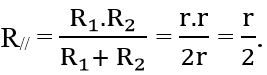 R// = R₁.R₂ / R₁+ R₂ = r.r / 2r = r / 2.